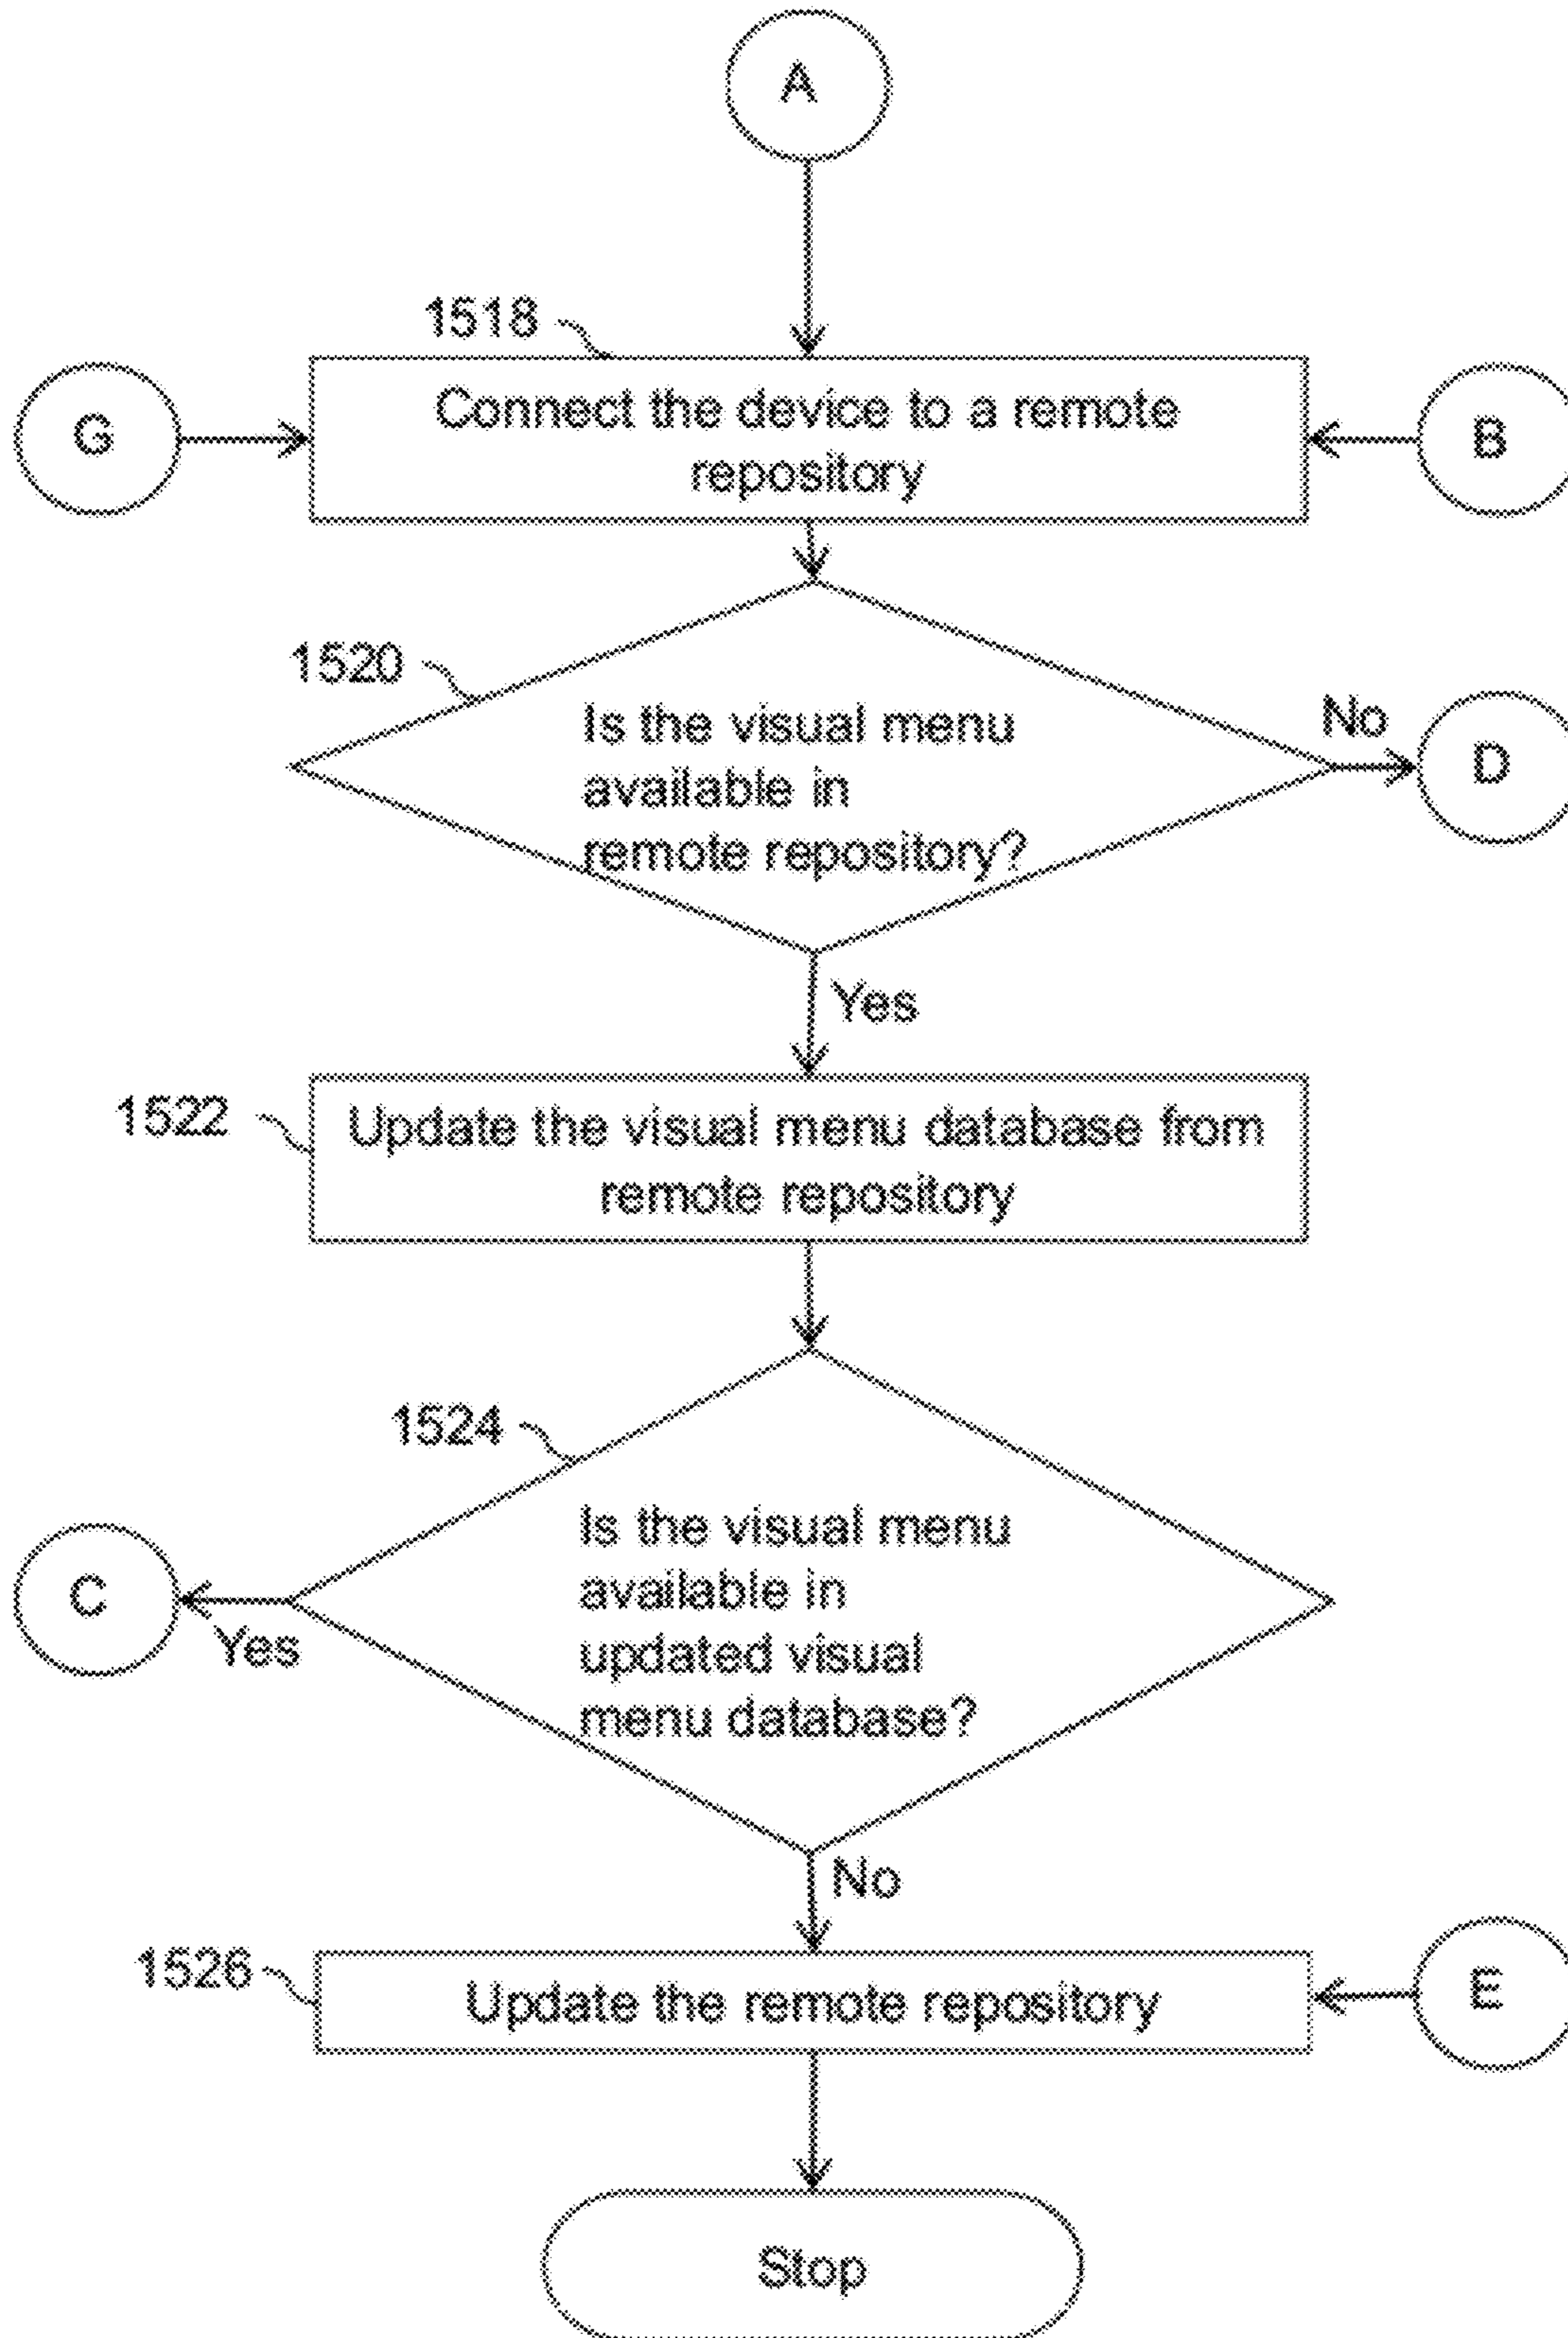 A
1518
G
Connect the device to a remote
repository
B
1520
Is the visual menu
available in
remote repository?
No
D
Yes
1522
Update the visual menu database from
remote repository
1524
Is the visual menu
available in
updated visual
menu database?
C
Yes
No
1526
Update the remote repository
E
Stop